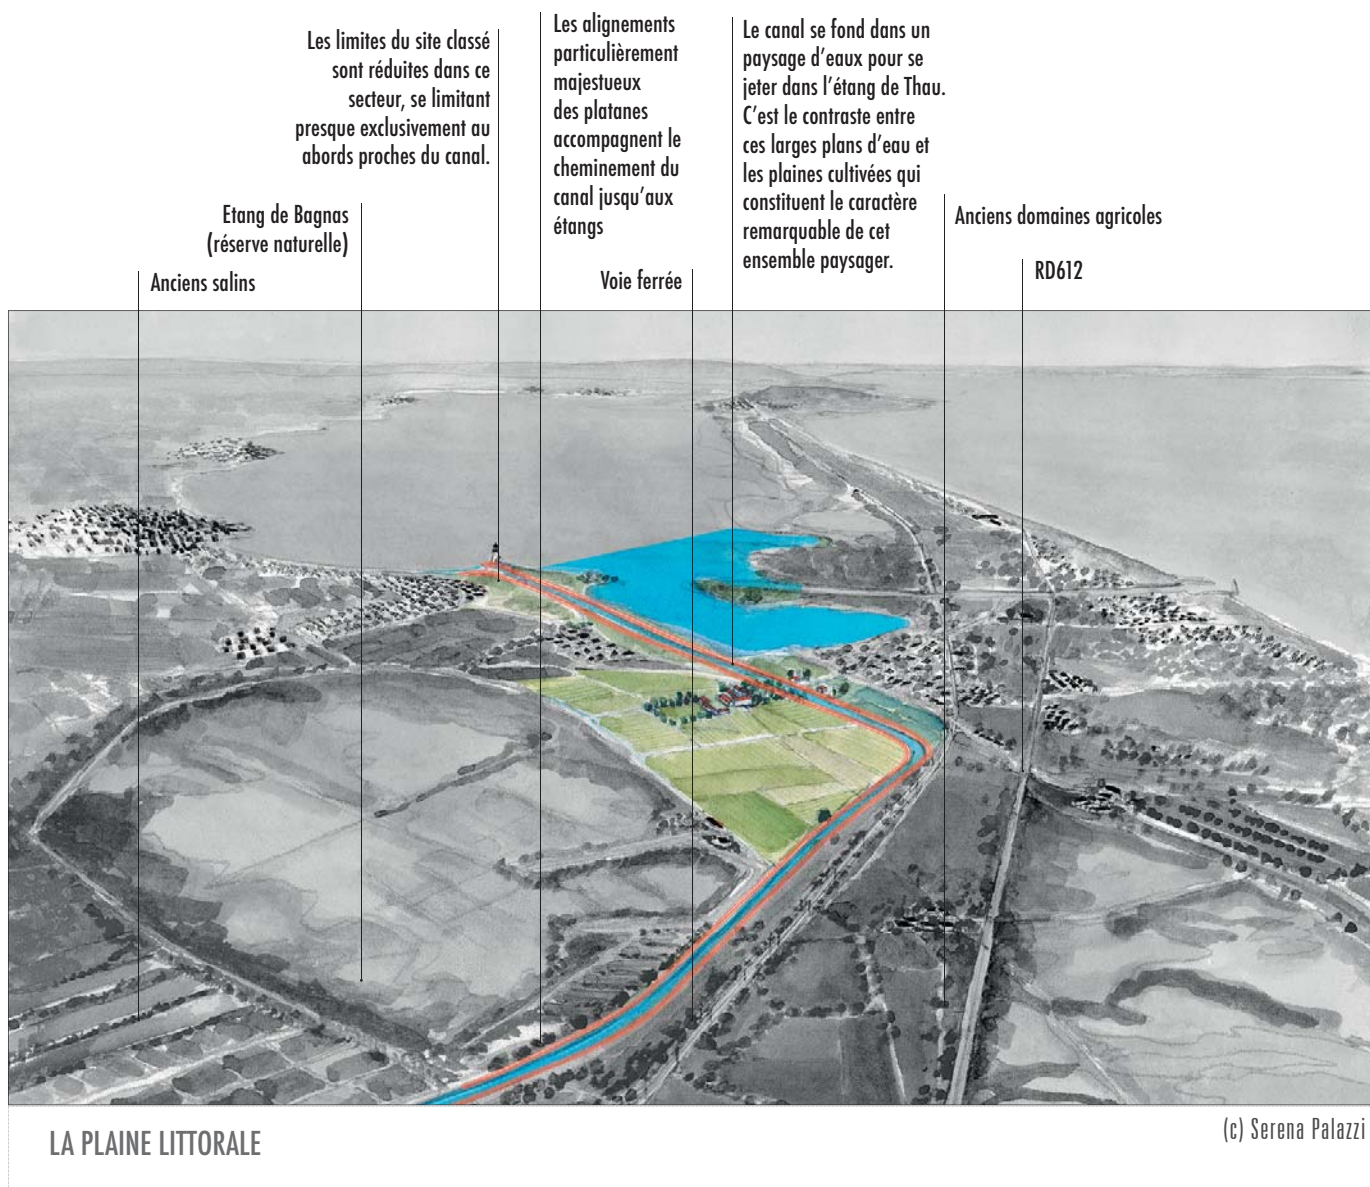 Les limites du site classé
sont réduites dans ce
secteur, se limitant
presque exclusivement au
abords proches du canal.
Les alignements
particulièrement
majestueux
des platanes
accompagnent le
cheminement du
canal jusqu'aux
étangs
Le canal se fond dans un
paysage d'eaux pour se
jeter dans l'étang de Thau.
C'est le contraste entre
ces larges plans d'eau et
les plaines cultivées qui
constituent le caractère
remarquable de cet
ensemble paysager.
Etang de Bagnas
(réserve naturelle)
Anciens domaines agricoles
Anciens salins
Voie ferrée
RD612
LA PLAINE LITTORALE
(c) Serena Palazzi